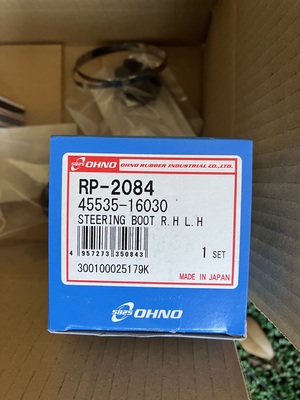 OHNO OHNO RUBBER INDUSTRIAL CO.,LTD.
RP-2084
45535-16030
STEERING BOOT R.H L.H
1 SET
4 957273 350843
300100025179K
MADE IN JAPAN
OHNO